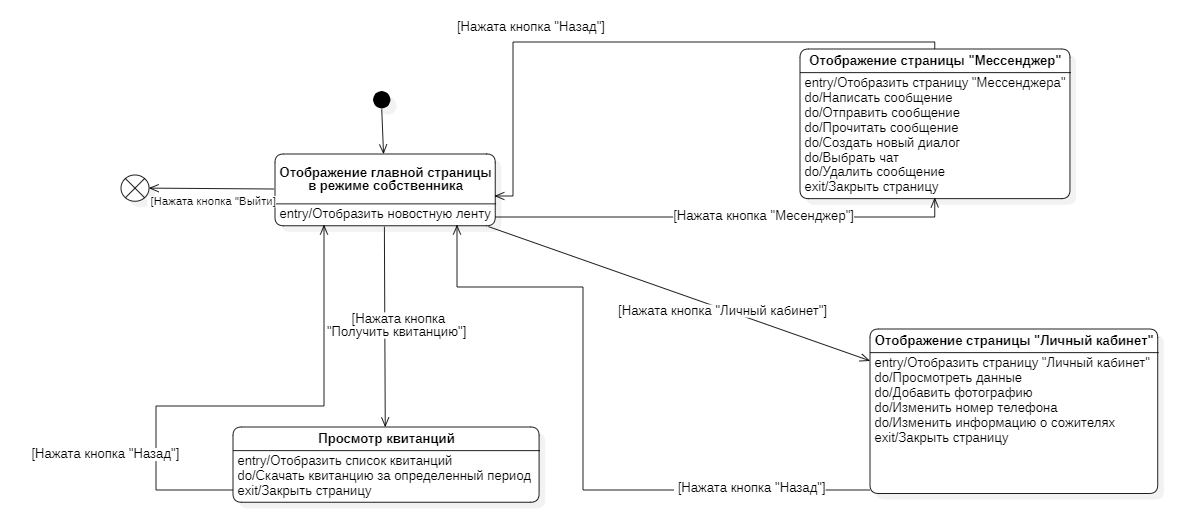 [Нажата кнопка "Назад"]
Отображение страницы "Мессенджер"
entry/Отобразить страницу "Мессенджера"
do/Написать сообщение
do/Отправить сообщение
do/Прочитать сообщение
do/Создать новый диалог
do/Выбрать чат
do/Удалить сообщение
exit/Закрыть страницу
Отображение главной страницы
в режиме собственника
entry/Отобразить новостную ленту
[Нажата кнопка "Выйти]
[Нажата кнопка "Месенджер"]
[Нажата кнопка
"Получить квитанцию"]
[Нажата кнопка "Личный кабинет"]
Отображение страницы "Личный кабинет"
entry/Отобразить страницу "Личный кабинет"
do/Просмотреть данные
do/Добавить фотографию
do/Изменить номер телефона
do/Изменить информацию о сожителях
exit/Закрыть страницу
[Нажата кнопка "Назад"]
Просмотр квитанций
entry/Отобразить список квитанций
do/Скачать квитанцию за определенный период
exit/Закрыть страницу
[Нажата кнопка "Назад"]